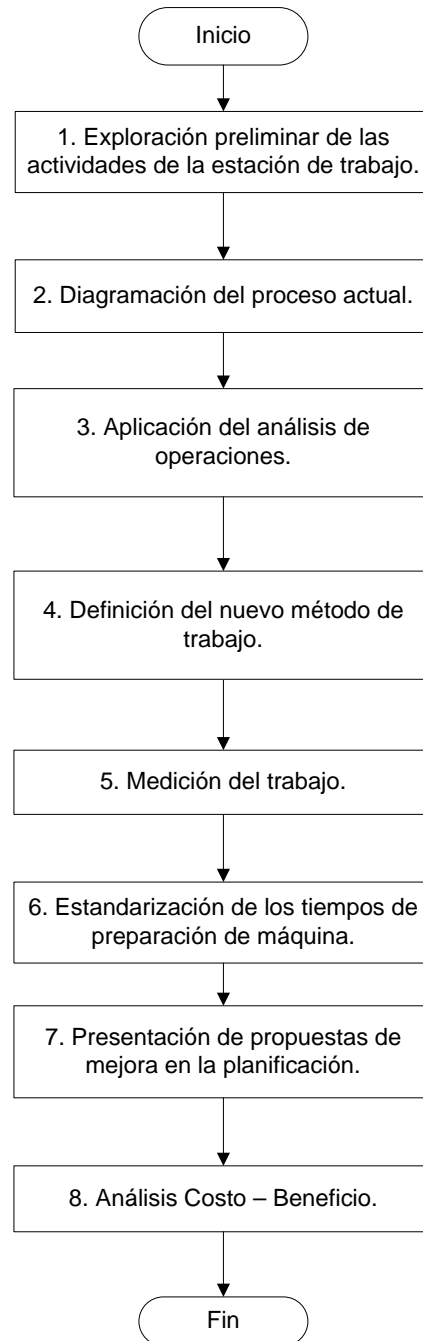 Inicio
1. Exploración preliminar de las
actividades de la estación de trabajo.
2. Diagramación del proceso actual.
3. Aplicación del análisis de
operaciones.
4. Definición del nuevo método de
trabajo.
5. Medición del trabajo.
6. Estandarización de los tiempos de
preparación de máquina.
7. Presentación de propuestas de
mejora en la planificación.
8. Análisis Costo – Beneficio.
Fin